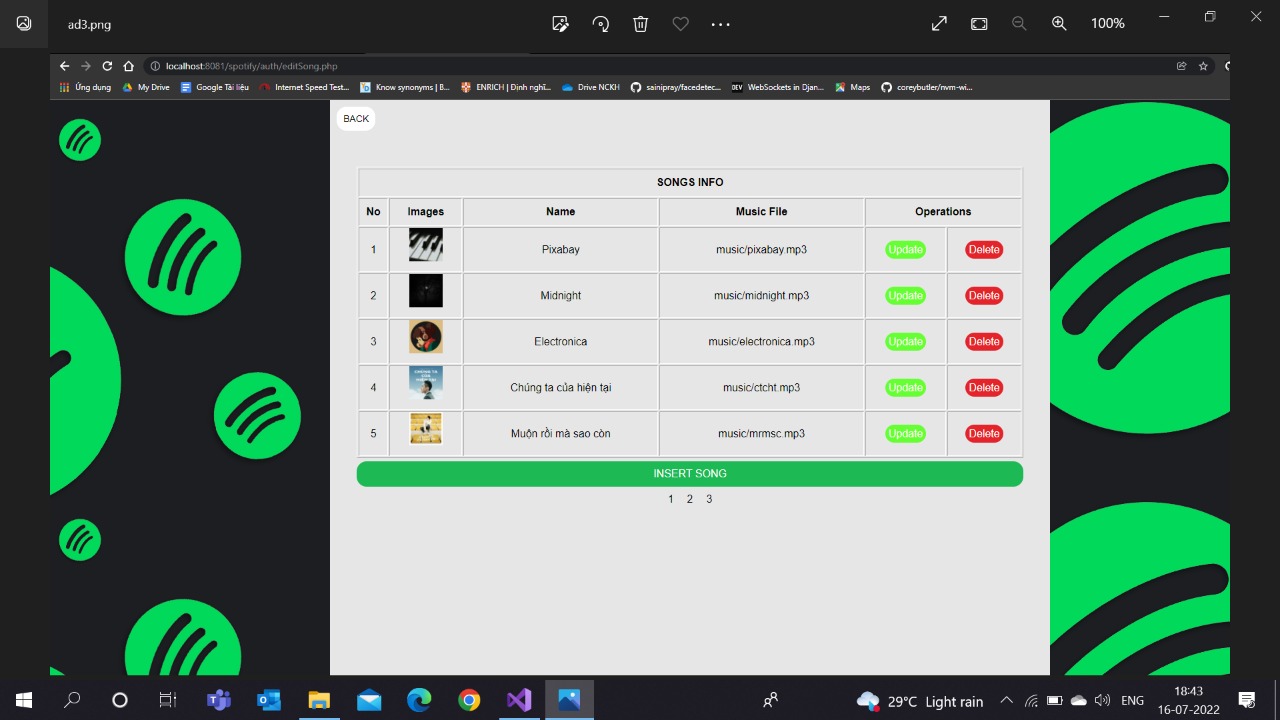 ad3.png
100%
localhost:8081/spotify/auth/editSong.php
Ứng dụng My Drive Google Tài liệu Internet Speed Test... Know synonyms | B... ENRICH | Định nghĩ... Drive NCKH sainipray/facedetec... DEV WebSockets in Djan... Maps coreybutler/nvm-wi...
BACK
SONGS INFO
No Images Name Music File Operations
1 Pixabay music/pixabay.mp3 Update Delete
2 Midnight music/midnight.mp3 Update Delete
3 Electronica music/electronica.mp3 Update Delete
4 Chúng ta của hiện tại music/ctcht.mp3 Update Delete
5 Muộn rồi mà sao còn music/mrmsc.mp3 Update Delete
INSERT SONG
1 2 3
29°C Light rain ENG 18:43
16-07-2022